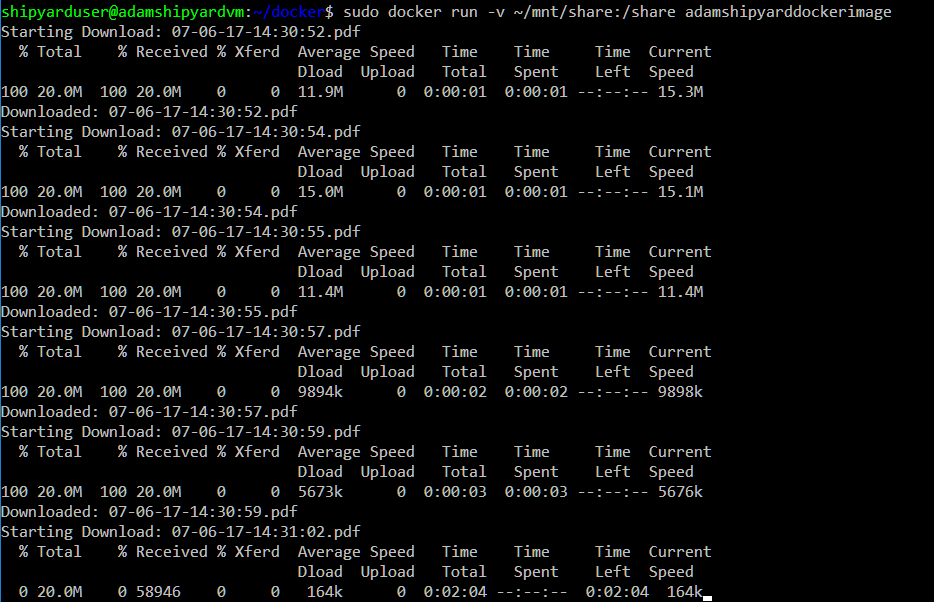 shipyarduser@adamshipyardvm:~/docker$ sudo docker run -v ~/mnt/share:/share adamshipyarddockerimage
Starting Download: 07-06-17-14:30:52.pdf
  % Total    % Received % Xferd  Average Speed   Time    Time     Time  Current
                                 Dload  Upload   Total   Spent    Left  Speed
100 20.0M  100 20.0M    0     0  11.9M      0  0:00:01  0:00:01 --:--:-- 15.3M
Downloaded: 07-06-17-14:30:52.pdf
Starting Download: 07-06-17-14:30:54.pdf
  % Total    % Received % Xferd  Average Speed   Time    Time     Time  Current
                                 Dload  Upload   Total   Spent    Left  Speed
100 20.0M  100 20.0M    0     0  15.0M      0  0:00:01  0:00:01 --:--:-- 15.1M
Downloaded: 07-06-17-14:30:54.pdf
Starting Download: 07-06-17-14:30:55.pdf
  % Total    % Received % Xferd  Average Speed   Time    Time     Time  Current
                                 Dload  Upload   Total   Spent    Left  Speed
100 20.0M  100 20.0M    0     0  11.4M      0  0:00:01  0:00:01 --:--:-- 11.4M
Downloaded: 07-06-17-14:30:55.pdf
Starting Download: 07-06-17-14:30:57.pdf
  % Total    % Received % Xferd  Average Speed   Time    Time     Time  Current
                                 Dload  Upload   Total   Spent    Left  Speed
100 20.0M  100 20.0M    0     0  9894k      0  0:00:02  0:00:02 --:--:-- 9898k
Downloaded: 07-06-17-14:30:57.pdf
Starting Download: 07-06-17-14:30:59.pdf
  % Total    % Received % Xferd  Average Speed   Time    Time     Time  Current
                                 Dload  Upload   Total   Spent    Left  Speed
100 20.0M  100 20.0M    0     0  5673k      0  0:00:03  0:00:03 --:--:-- 5676k
Downloaded: 07-06-17-14:30:59.pdf
Starting Download: 07-06-17-14:31:02.pdf
  % Total    % Received % Xferd  Average Speed   Time    Time     Time  Current
                                 Dload  Upload   Total   Spent    Left  Speed
  0 20.0M    0 58946    0     0   164k      0  0:02:04 --:--:--  0:02:04  164k